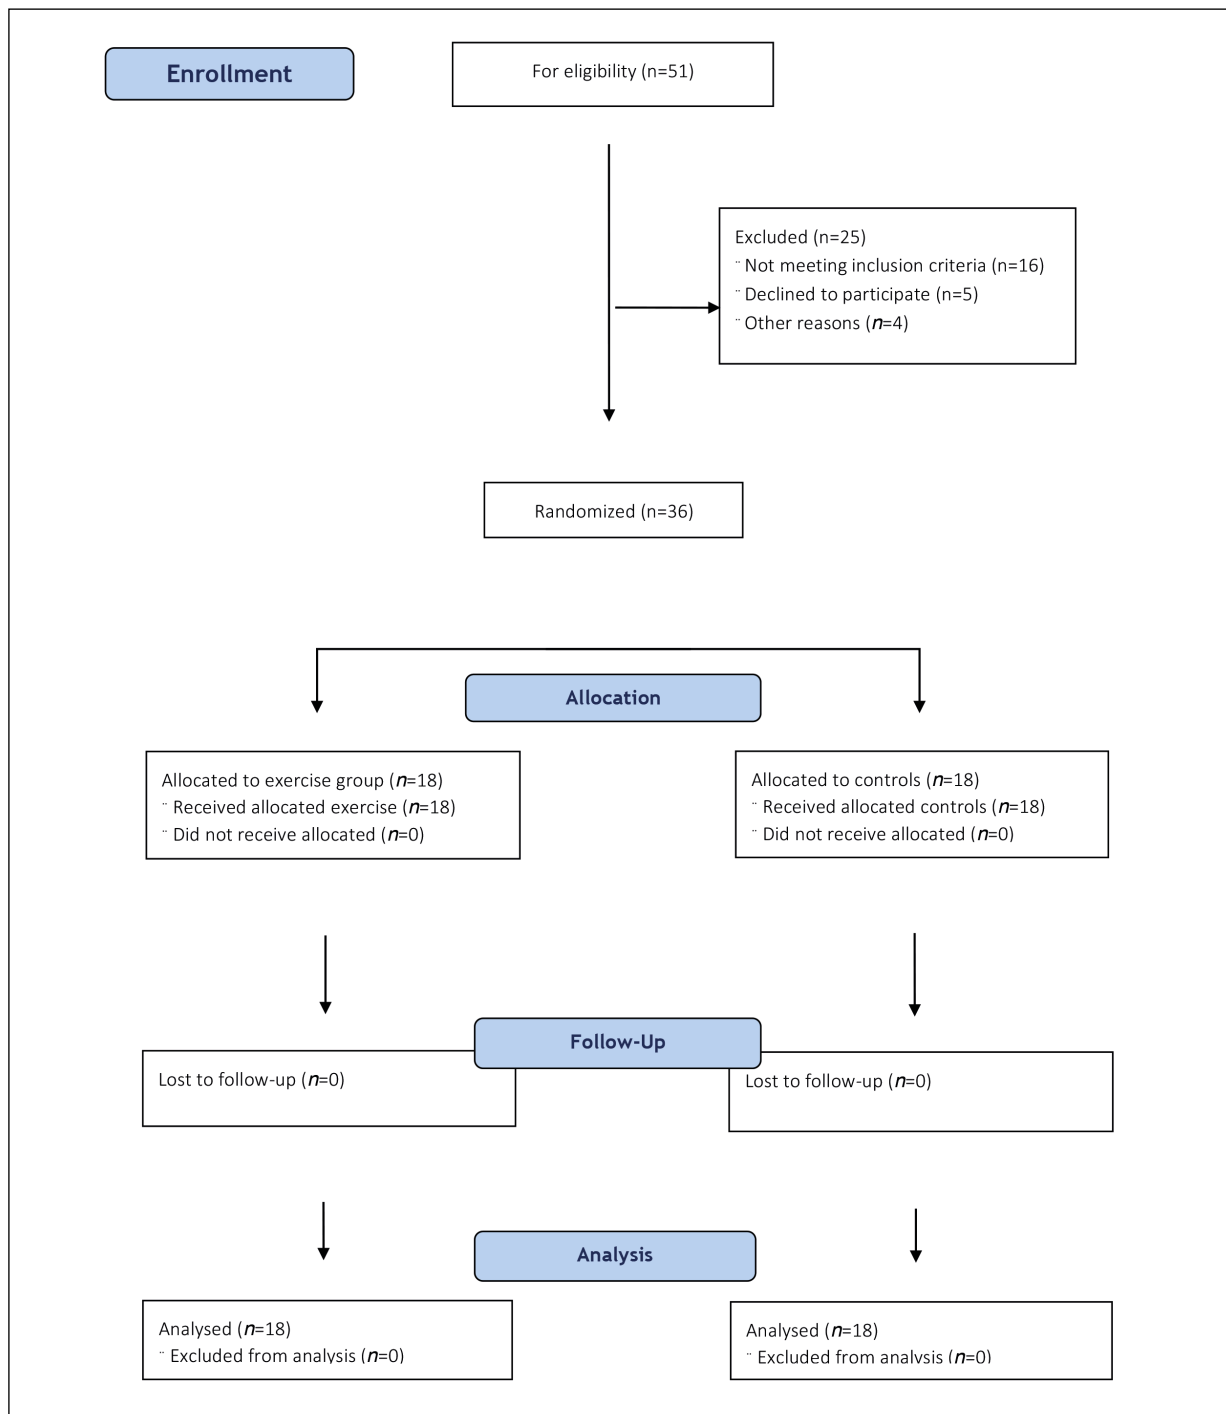 Enrollment
For eligibility (n=51)
Excluded (n=25)
¨ Not meeting inclusion criteria (n=16)
¨ Declined to participate (n=5)
¨ Other reasons (n=4)
Randomized (n=36)
Allocation
Allocated to exercise group (n=18)
¨ Received allocated exercise (n=18)
¨ Did not receive allocated (n=0)
Allocated to controls (n=18)
¨ Received allocated controls (n=18)
¨ Did not receive allocated (n=0)
Follow-Up
Lost to follow-up (n=0)
Lost to follow-up (n=0)
Analysis
Analysed (n=18)
¨ Excluded from analysis (n=0)
Analysed (n=18)
¨ Excluded from analysis (n=0)